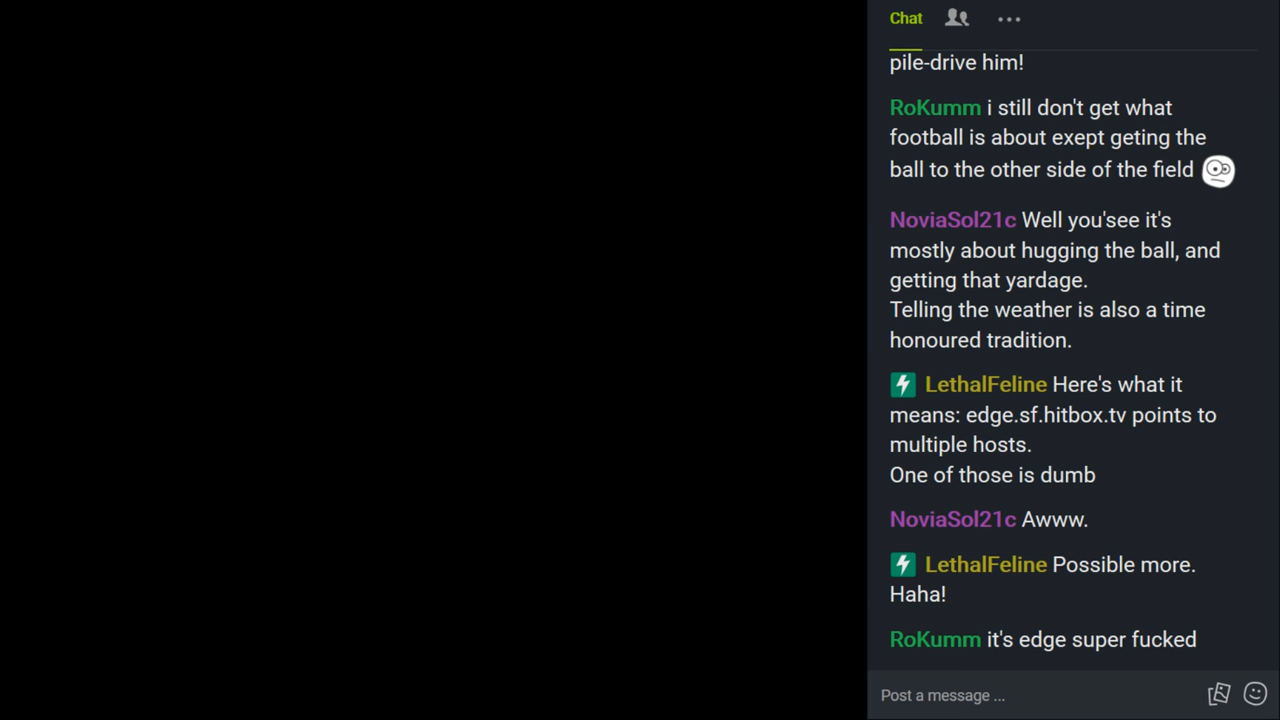 Chat
pile-drive him!
RoKumm i still don't get what
football is about exept geting the
ball to the other side of the field
NoviaSol21c Well you'see it's
mostly about hugging the ball, and
getting that yardage.
Telling the weather is also a time
honoured tradition.
LethalFeline Here's what it
means: edge.sf.hitbox.tv points to
multiple hosts.
One of those is dumb
NoviaSol21c Awww.
LethalFeline Possible more.
Haha!
RoKumm it's edge super fucked
Post a message ...